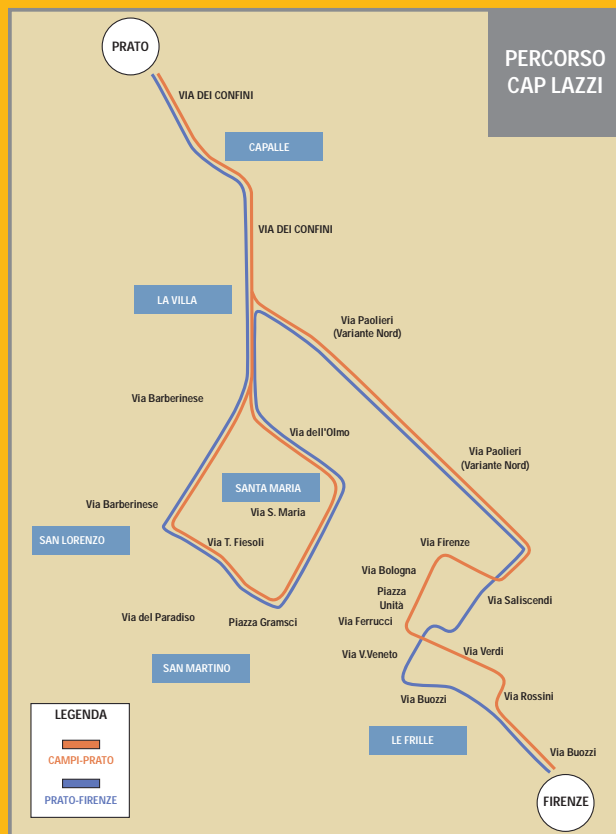 PRATO
PERCORSO
CAP LAZZI
VIA DEI CONFINI
CAPALLE
VIA DEI CONFINI
LA VILLA
Via Paolieri
(Variante Nord)
Via Barberinese
Via dell'Olmo
Via Paolieri
(Variante Nord)
SANTA MARIA
Via Barberinese
Via S. Maria
SAN LORENZO
Via T. Fiesoli
Via Firenze
Via Bologna
Piazza
Unità
Via Saliscendi
Via del Paradiso
Piazza Gramsci
Via Ferrucci
Via V.Veneto
Via Verdi
SAN MARTINO
Via Buozzi
Via Rossini
LEGENDA
CAMPI-PRATO
PRATO-FIRENZE
LE FRILLE
Via Buozzi
FIRENZE